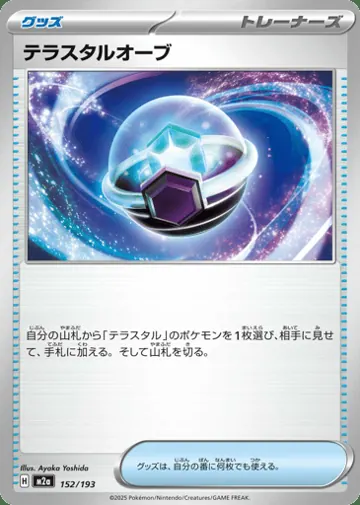 グッズ
トレーナーズ
テラスタルオーブ
自分の山札から「テラスタル」のポケモンを1枚選び、相手に見せ
て、手札に加える。そして山札を切る。
Illus. Ayaka Yoshida
H m2a 152/193
グッズは、自分の番に何枚でも使える。
©2025 Pokémon/Nintendo/Creatures/GAME FREAK.